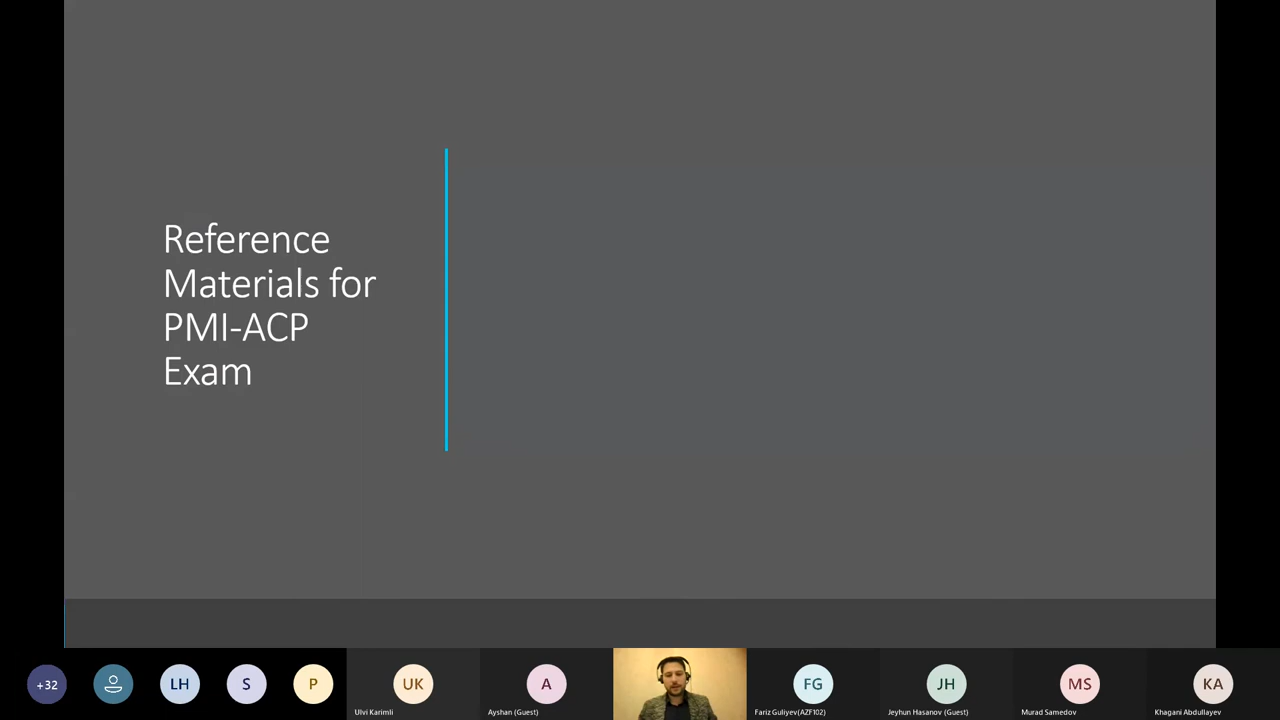 Reference
Materials for
PMI-ACP
Exam
+32
LH
S
P
UK
A
FG
JH
MS
KA
Ulvi Karimli
Ayshan (Guest)
Fariz Guliyev(AZF102)
Jeyhun Hasanov (Guest)
Murad Samedov
Khagani Abdullayev